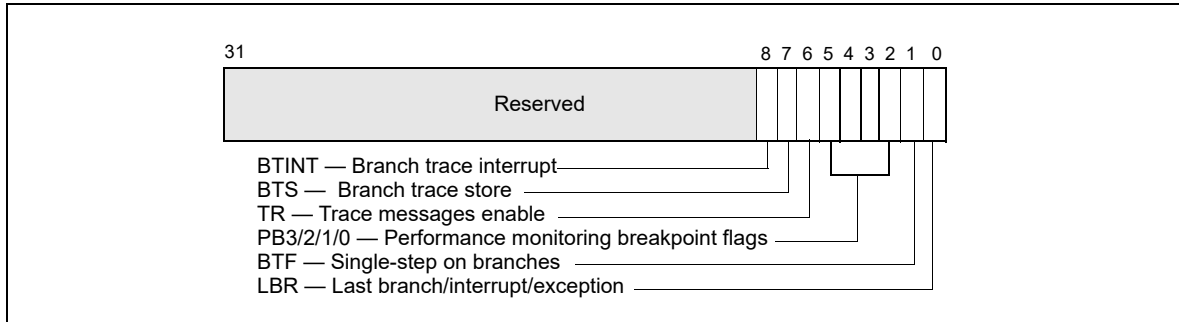 31 8 7 6 5 4 3 2 1 0
Reserved
BTINT — Branch trace interrupt
BTS — Branch trace store
TR — Trace messages enable
PB3/2/1/0 — Performance monitoring breakpoint flags
BTF — Single-step on branches
LBR — Last branch/interrupt/exception